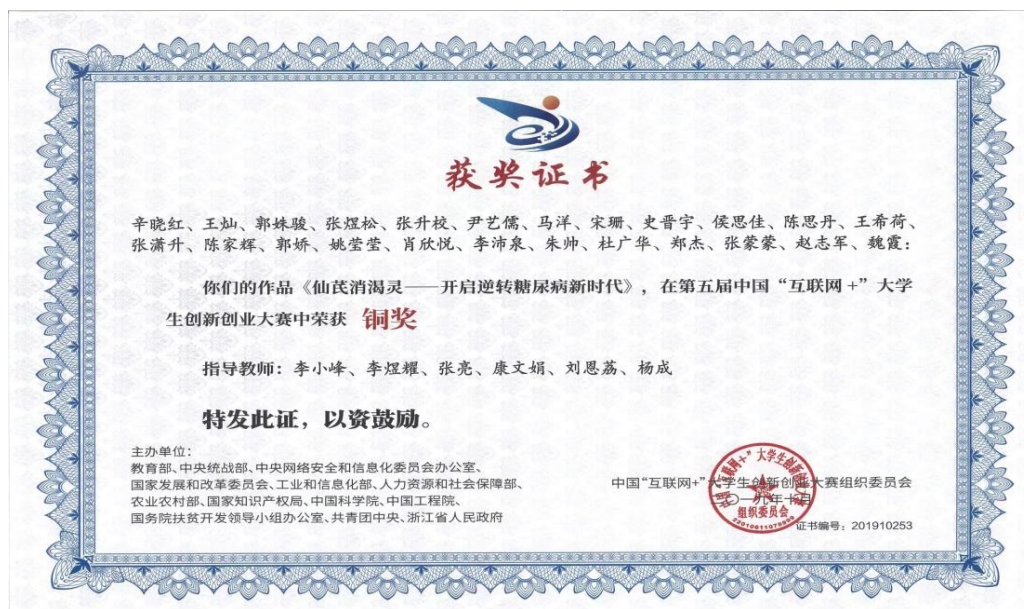 获奖证书
辛晓红、王灿、郭姝骏、张煜松、张升校、尹艺儒、马洋、宋珊、史晋宇、侯思佳、陈思丹、王希荷、
张潇升、陈家辉、郭娇、姚莹莹、肖欣悦、李沛泉、朱帅、杜广华、郑杰、张蒙蒙、赵志军、魏霞：
你们的作品《仙芪消渴灵——开启逆转糖尿病新时代》，在第五届中国“互联网+”大学
生创新创业大赛中荣获 铜奖
指导教师：李小峰、李煜耀、张亮、康文娟、刘恩荔、杨成
特发此证，以资鼓励。
主办单位：
教育部、中央统战部、中央网络安全和信息化委员会办公室、
国家发展和改革委员会、工业和信息化部、人力资源和社会保障部、
农业农村部、国家知识产权局、中国科学院、中国工程院、
国务院扶贫开发领导小组办公室、共青团中央、浙江省人民政府
中国“互联网+”大学生创新创业大赛组织委员会
二〇一九年十月
组织委员会
证书编号：201910253